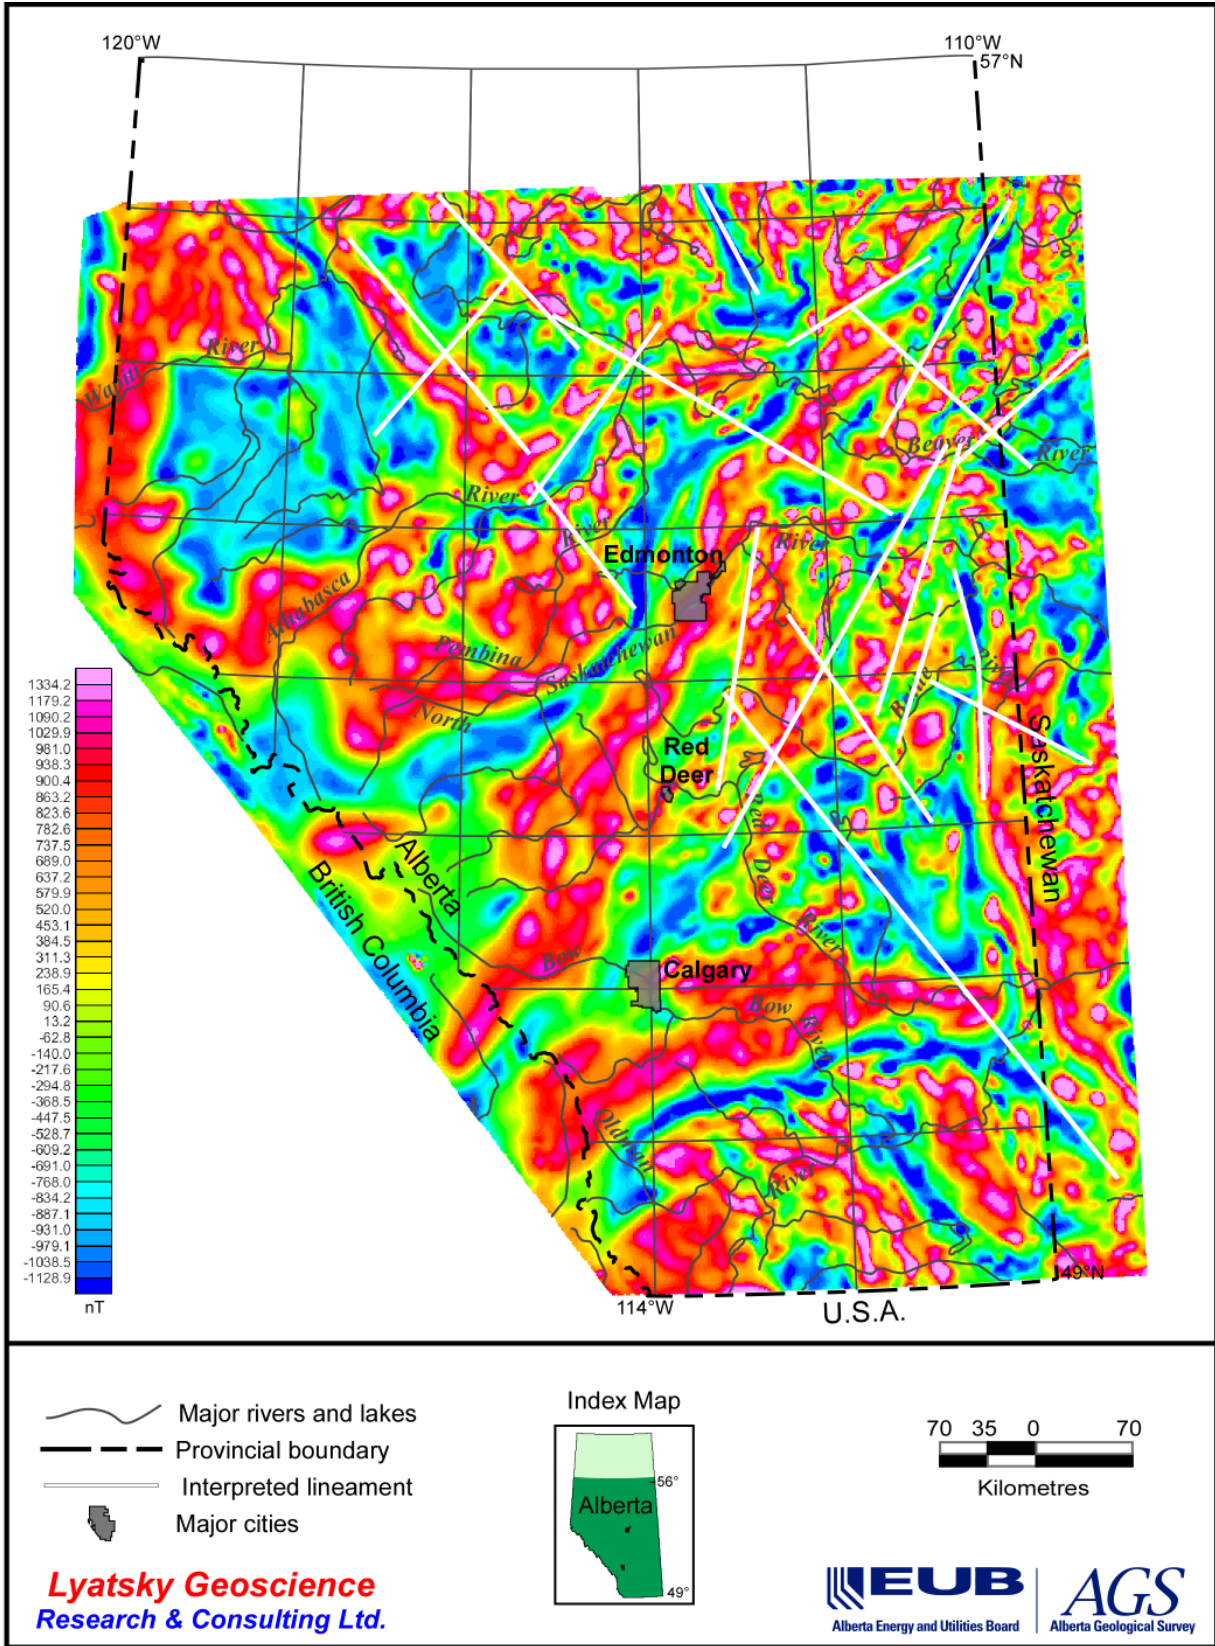 120°W
110°W
57°N
River
Wapiti
Beaver
River
River
River
River
Edmonton
Athabasca
Pembina
Saskatchewan
North
Battle
River
Red
Deer
Saskatchewan
Red
Deer
River
Alberta
British Columbia
Bow
Calgary
Bow
River
Oldman
River
114°W
49°N
U.S.A.
1334.2
1179.2
1090.2
1029.9
981.0
938.3
900.4
863.2
823.6
782.6
737.5
689.0
637.2
579.9
520.0
453.1
384.5
311.3
238.9
165.4
90.6
13.2
-62.8
-140.0
-217.6
-294.8
-368.5
-447.5
-528.7
-609.2
-691.0
-768.0
-834.2
-887.1
-931.0
-979.1
-1038.5
-1128.9
nT
Major rivers and lakes
Provincial boundary
Interpreted lineament
Major cities
Index Map
56°
Alberta
49°
70 35 0 70
Kilometres
Lyatsky Geoscience
Research & Consulting Ltd.
EUB
Alberta Energy and Utilities Board
AGS
Alberta Geological Survey